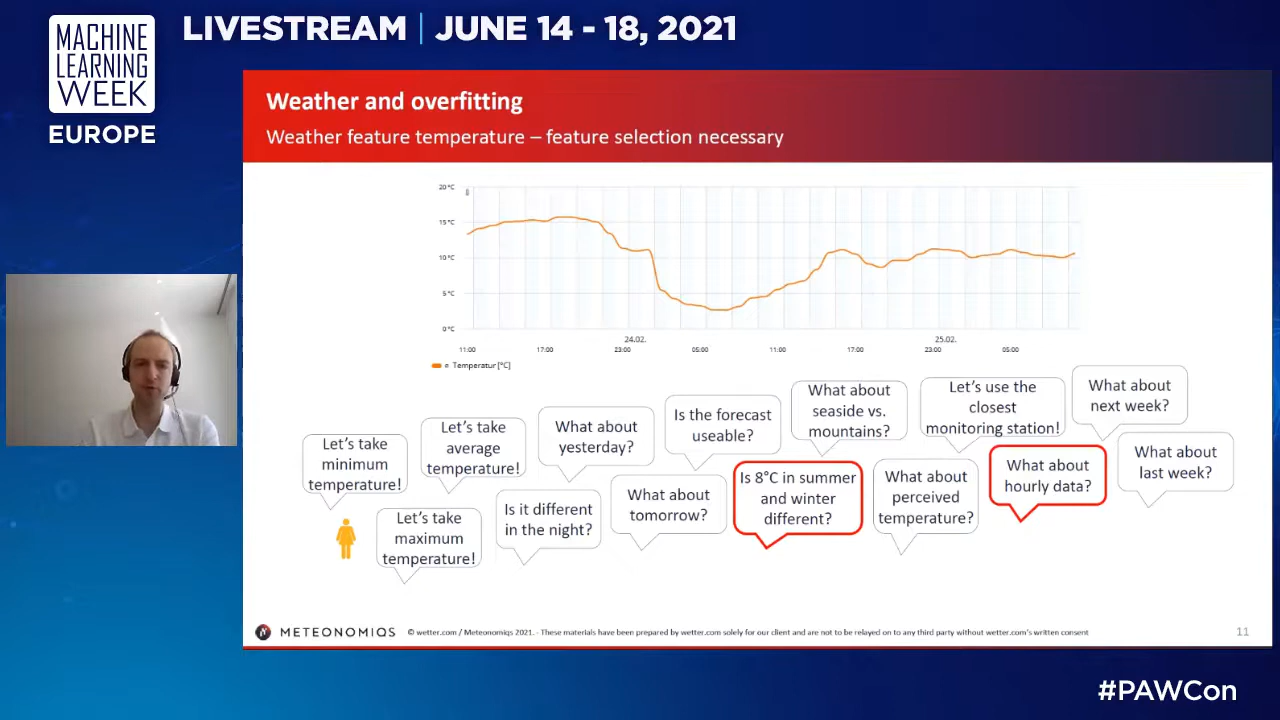 MACHINE
LEARNING
WEEK
EUROPE
LIVESTREAM | JUNE 14 - 18, 2021
Weather and overfitting
Weather feature temperature – feature selection necessary
20 °C
15 °C
10 °C
5 °C
0 °C
24.02.
25.02.
11:00
17:00
23:00
05:00
11:00
17:00
23:00
05:00
Temperatur [°C]
Let's take
minimum
temperature!
Let's take
maximum
temperature!
Let's take
average
temperature!
Is it different
in the night?
What about
yesterday?
What about
tomorrow?
Is the forecast
useable?
Is 8°C in summer
and winter
different?
What about
seaside vs.
mountains?
What about
perceived
temperature?
Let's use the
closest
monitoring station!
What about
hourly data?
What about
next week?
What about
last week?
METEONOMIQS
© wetter.com / Meteonomiqs 2021. - These materials have been prepared by wetter.com solely for our client and are not to be relayed on to any third party without wetter.com's written consent
11
#PAWCon